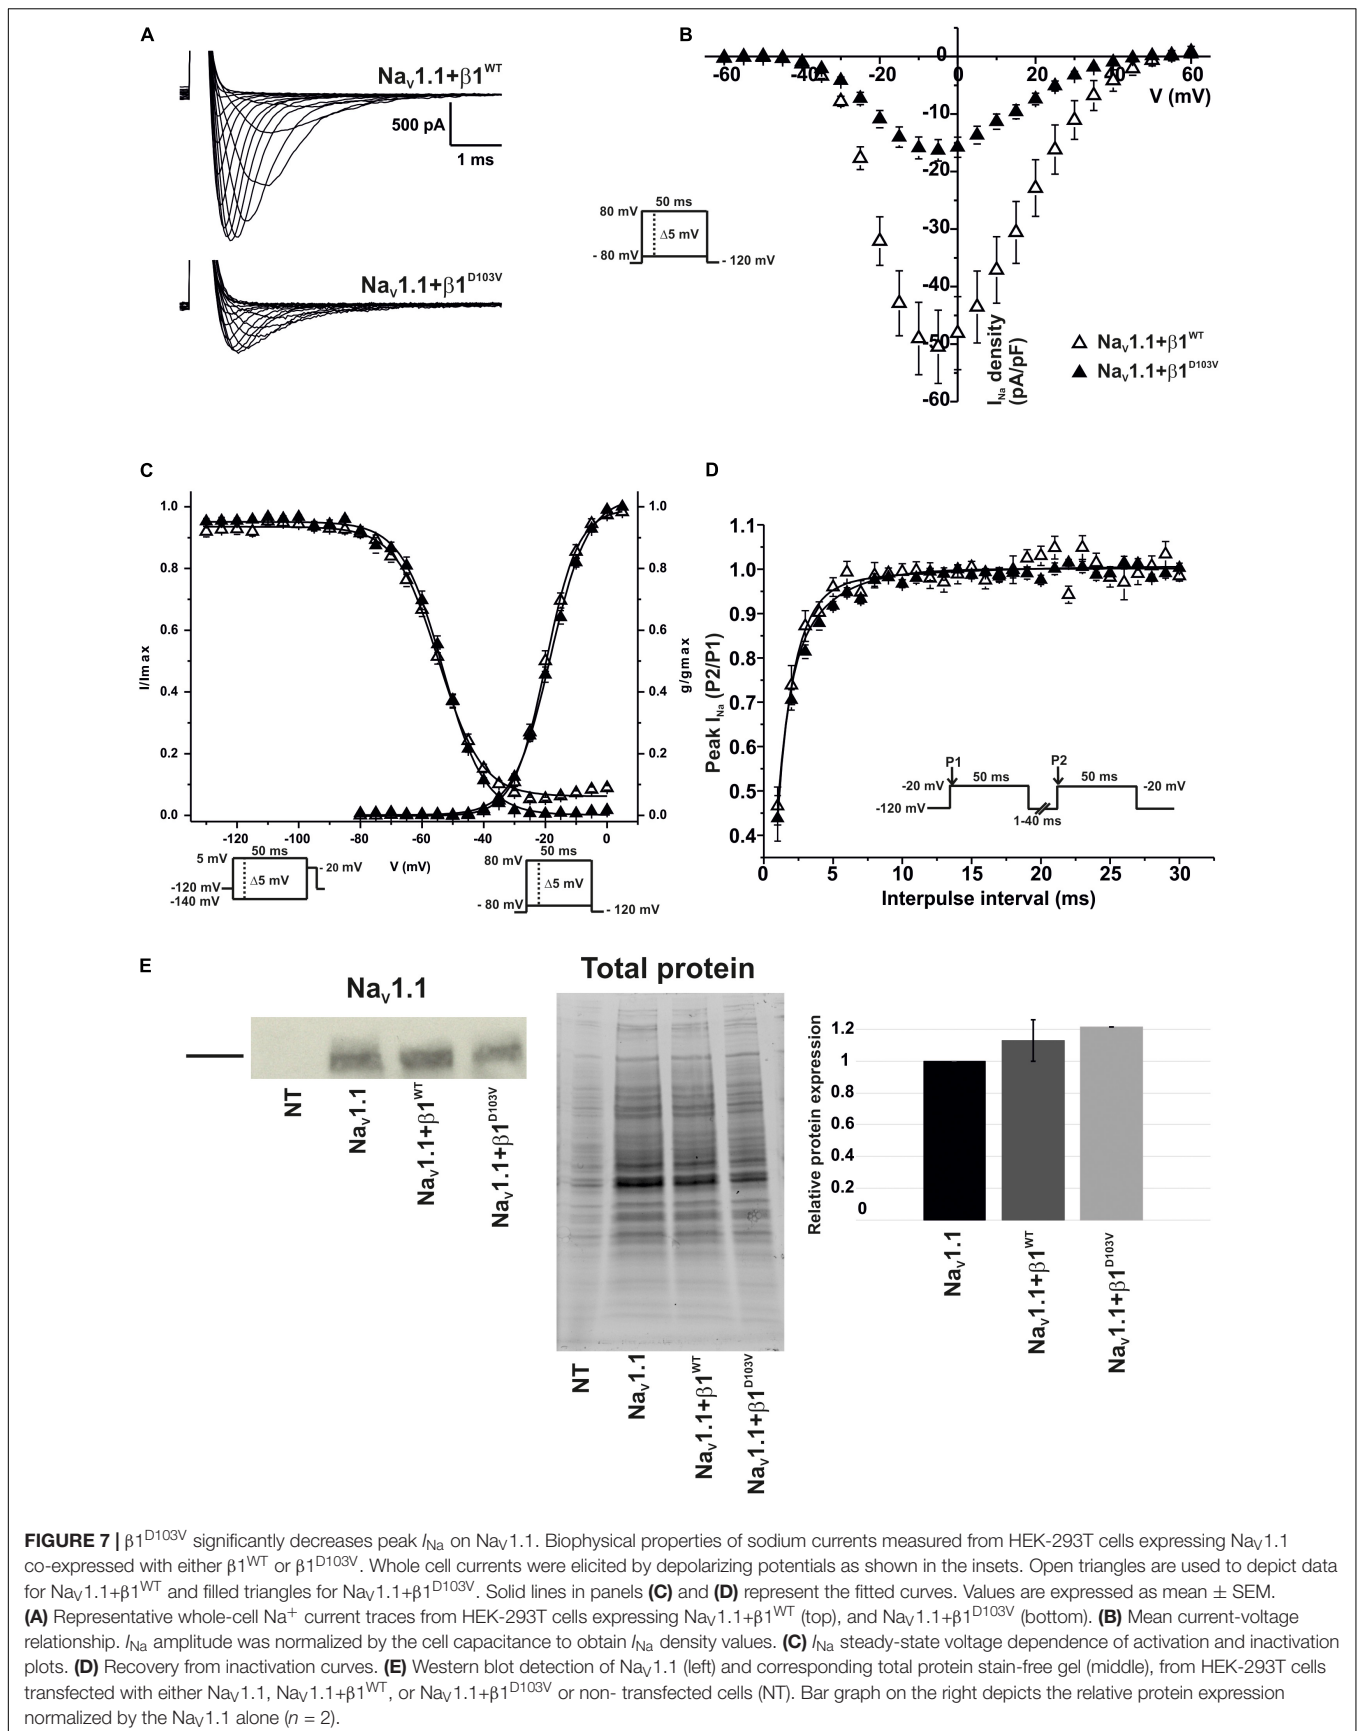 A
Nav1.1+β1WT
500 pA
1 ms
Nav1.1+β1D103V
B
0
-60 -40 -20 0 20 40 60
V (mV)
-10
-20
-30
-40
-50
-60
INa density
(pA/pF)
80 mV
50 ms
Δ5 mV
- 80 mV
- 120 mV
Nav1.1+β1WT
Nav1.1+β1D103V
C
I/Imax
1.0
0.8
0.6
0.4
0.2
0.0
g/gmax
1.0
0.8
0.6
0.4
0.2
0.0
-120 -100 -80 -60 -40 -20 0
V (mV)
5 mV
50 ms
- 20 mV
Δ5 mV
-120 mV
-140 mV
80 mV
50 ms
Δ5 mV
- 80 mV
- 120 mV
D
Peak INa (P2/P1)
1.1
1.0
0.9
0.8
0.7
0.6
0.5
0.4
0 5 10 15 20 25 30
Interpulse interval (ms)
P1
P2
-20 mV
50 ms
50 ms
-20 mV
-120 mV
1-40 ms
E
Nav1.1
NT
Nav1.1
Nav1.1+β1WT
Nav1.1+β1D103V
Total protein
NT
Nav1.1
Nav1.1+β1WT
Nav1.1+β1D103V
Relative protein expression
1.2
1
0.8
0.6
0.4
0.2
0
Nav1.1
Nav1.1+β1WT
Nav1.1+β1D103V
FIGURE 7 | β1D103V significantly decreases peak INa on NaV1.1. Biophysical properties of sodium currents measured from HEK-293T cells expressing NaV1.1
co-expressed with either β1WT or β1D103V. Whole cell currents were elicited by depolarizing potentials as shown in the insets. Open triangles are used to depict data
for NaV1.1+β1WT and filled triangles for NaV1.1+β1D103V. Solid lines in panels (C) and (D) represent the fitted curves. Values are expressed as mean ± SEM.
(A) Representative whole-cell Na+ current traces from HEK-293T cells expressing NaV1.1+β1WT (top), and NaV1.1+β1D103V (bottom). (B) Mean current-voltage
relationship. INa amplitude was normalized by the cell capacitance to obtain INa density values. (C) INa steady-state voltage dependence of activation and inactivation
plots. (D) Recovery from inactivation curves. (E) Western blot detection of NaV1.1 (left) and corresponding total protein stain-free gel (middle), from HEK-293T cells
transfected with either NaV1.1, NaV1.1+β1WT, or NaV1.1+β1D103V or non- transfected cells (NT). Bar graph on the right depicts the relative protein expression
normalized by the NaV1.1 alone (n = 2).